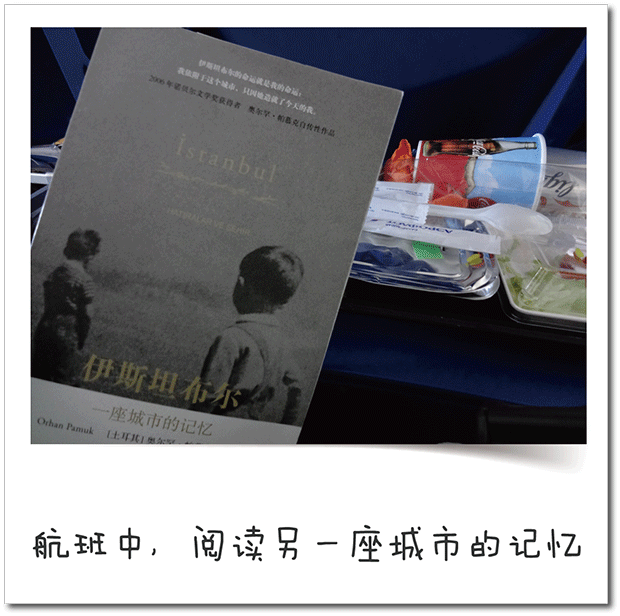 伊斯坦布尔的命运就是我的命运:
我依附于这个城市，只因她造就了今天的我。
2006年诺贝尔文学奖获得者 奥尔罕·帕慕克自传性作品
İstanbul
伊斯坦布尔
一座城市的记忆
Orhan Pamuk [土耳其] 奥尔罕
航班中, 阅读另一座城市的记忆